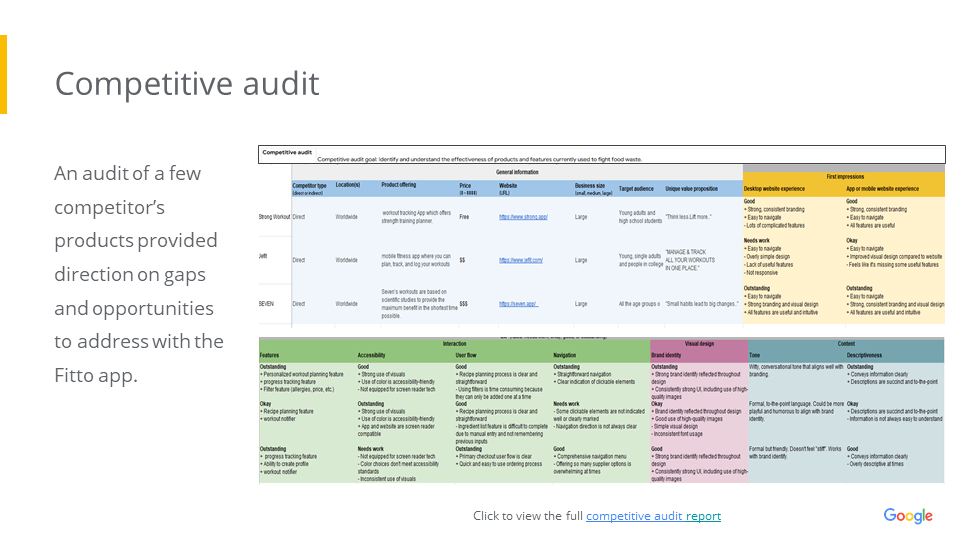 Competitive audit
An audit of a few
competitor's
products provided
direction on gaps
and opportunities
to address with the
Fitto app.
Competitive audit
Competitive audit goal: Identify and understand the effectiveness of products and features currently used to fight food waste.
General information
First impressions
Competitor type
(direct or indirect)
Location(s)
Product offering
Price
($ - $$$$)
Website
(URL)
Business size
(small, medium, large)
Target audience
Unique value proposition
Desktop website experience
App or mobile website experience
Strong Workout
Direct
Worldwide
workout tracking App which offers
strength training planner.
Free
https://www.strong.app/
Large
Young adults and
high school students
"Think less.Lift more."
Good
+ Strong, consistent branding
+ Easy to navigate
- Lots of complicated features
Good
+ Strong, consistent branding
+ Easy to navigate
+ All features are useful
Jefit
Direct
Worldwide
mobile fitness app where you can
plan, track, and log your workouts
$$
https://www.jefit.com/
Large
Young, single adults
and people in college
"MANAGE & TRACK
ALL YOUR WORKOUTS
IN ONE PLACE."
Needs work
+ Easy to navigate
- Overly simple design
- Lack of useful features
- Not responsive
Okay
+ Easy to navigate
+ Improved visual design compared to website
- Feels like it's missing some useful features
SEVEN
Direct
Worldwide
Seven's workouts are based on
scientific studies to provide the
maximum benefit in the shortest time
possible.
$$$
https://seven.app/
Large
All the age groups
"Small habits lead to big changes."
Outstanding
+ Easy to navigate
+ Strong branding and visual design
+ All features are useful and intuitive
Outstanding
+ Easy to navigate
+ Strong, consistent branding and visual design
+ All features are useful
Interaction
Visual design
Content
Features
Accessibility
User flow
Navigation
Brand identity
Tone
Descriptiveness
Outstanding
+ Personalized workout planning feature
+ progress tracking feature
+ Filter feature (allergies, price, etc.)
Good
+ Strong use of visuals
+ Use of color is accessibility-friendly
- Not equipped for screen reader tech
Good
+ Recipe planning process is clear and
straightforward
- Using filters is time consuming because
they can only be added one at a time
Outstanding
+ Straightforward navigation
+ Clear indication of clickable elements
Outstanding
+ Strong brand identity reflected throughout
design
+ Consistently strong UI, including use of high-
quality images
Witty, conversational tone that aligns well with
branding.
Outstanding
+ Conveys information clearly
+ Descriptions are succinct and to-the-point
Okay
+ Recipe planning feature
+ workout notifier
Outstanding
+ Strong use of visuals
+ Use of color is accessibility-friendly
+ App and website are screen reader
compatible
Good
+ Recipe planning process is clear and
straightforward
- Ingredient list feature is difficult to complete
due to manual entry and not remembering
previous inputs
Needs work
- Some clickable elements are not indicated
well or clearly marked
- Navigation direction is not always clear
Okay
+ Brand identity reflected throughout design
+ Good use of high-quality images
- Simple visual design
- Inconsistent font usage
Formal, to-the-point language. Could be more
playful and humorous to align with brand
identity.
Okay
+ Descriptions are succinct and to-the-point
- Information is not always easy to understand
Outstanding
+ progress tracking feature
+ Ability to create profile
+ workout notifier
Needs work
- Not equipped for screen reader tech
- Color choices don't meet accessibility
standards
- Inconsistent use of visuals
Outstanding
+ Primary checkout user flow is clear
+ Quick and easy to use ordering process
Good
+ Comprehensive navigation menu
- Offering so many supplier options is
overwhelming at times
Good
+ Strong brand identity reflected throughout
design
+ Consistently strong UI, including use of high-
quality images
Formal but friendly. Doesn't feel "stiff". Works
with brand identity.
Good
+ Conveys information clearly
- Overly descriptive at times
Click to view the full competitive audit report
Google